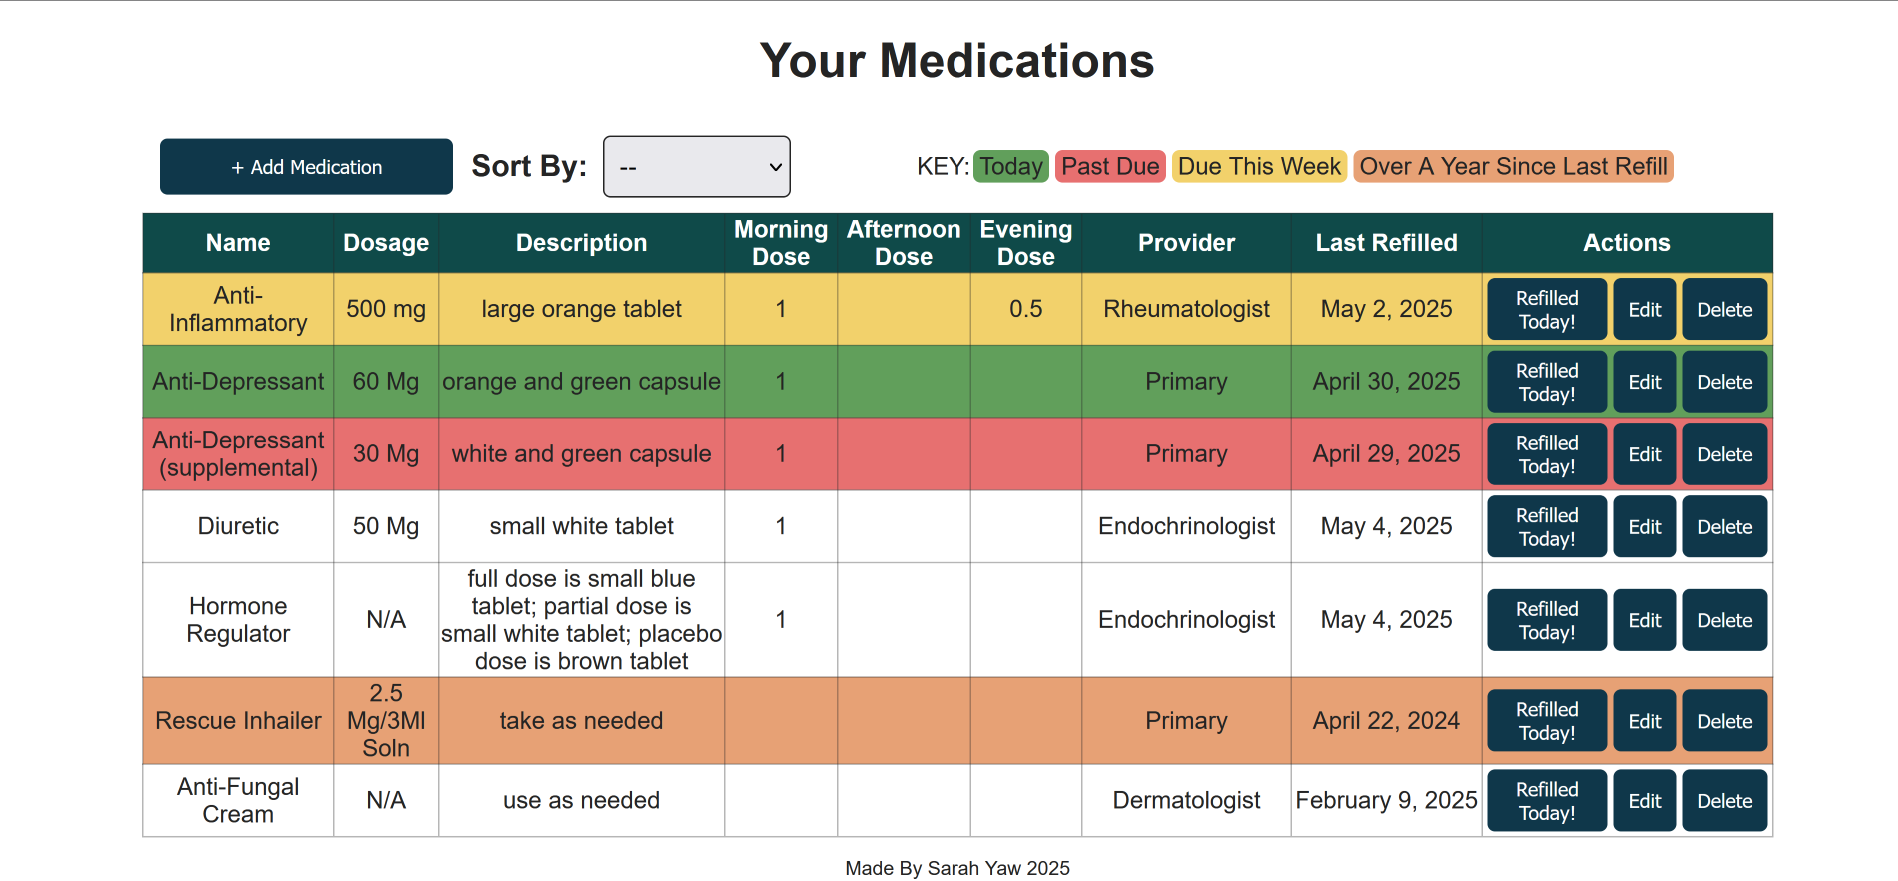 Your Medications
+ Add Medication Sort By: -- KEY: Today Past Due Due This Week Over A Year Since Last Refill
Name Dosage Description Morning Dose Afternoon Dose Evening Dose Provider Last Refilled Actions
Anti-Inflammatory 500 mg large orange tablet 1 0.5 Rheumatologist May 2, 2025 Refilled Today! Edit Delete
Anti-Depressant 60 Mg orange and green capsule 1 Primary April 30, 2025 Refilled Today! Edit Delete
Anti-Depressant (supplemental) 30 Mg white and green capsule 1 Primary April 29, 2025 Refilled Today! Edit Delete
Diuretic 50 Mg small white tablet 1 Endocrinologist May 4, 2025 Refilled Today! Edit Delete
Hormone Regulator N/A full dose is small blue tablet; partial dose is small white tablet; placebo dose is brown tablet 1 Endocrinologist May 4, 2025 Refilled Today! Edit Delete
Rescue Inhailer 2.5 Mg/3Ml Soln take as needed Primary April 22, 2024 Refilled Today! Edit Delete
Anti-Fungal Cream N/A use as needed Dermatologist February 9, 2025 Refilled Today! Edit Delete
Made By Sarah Yaw 2025